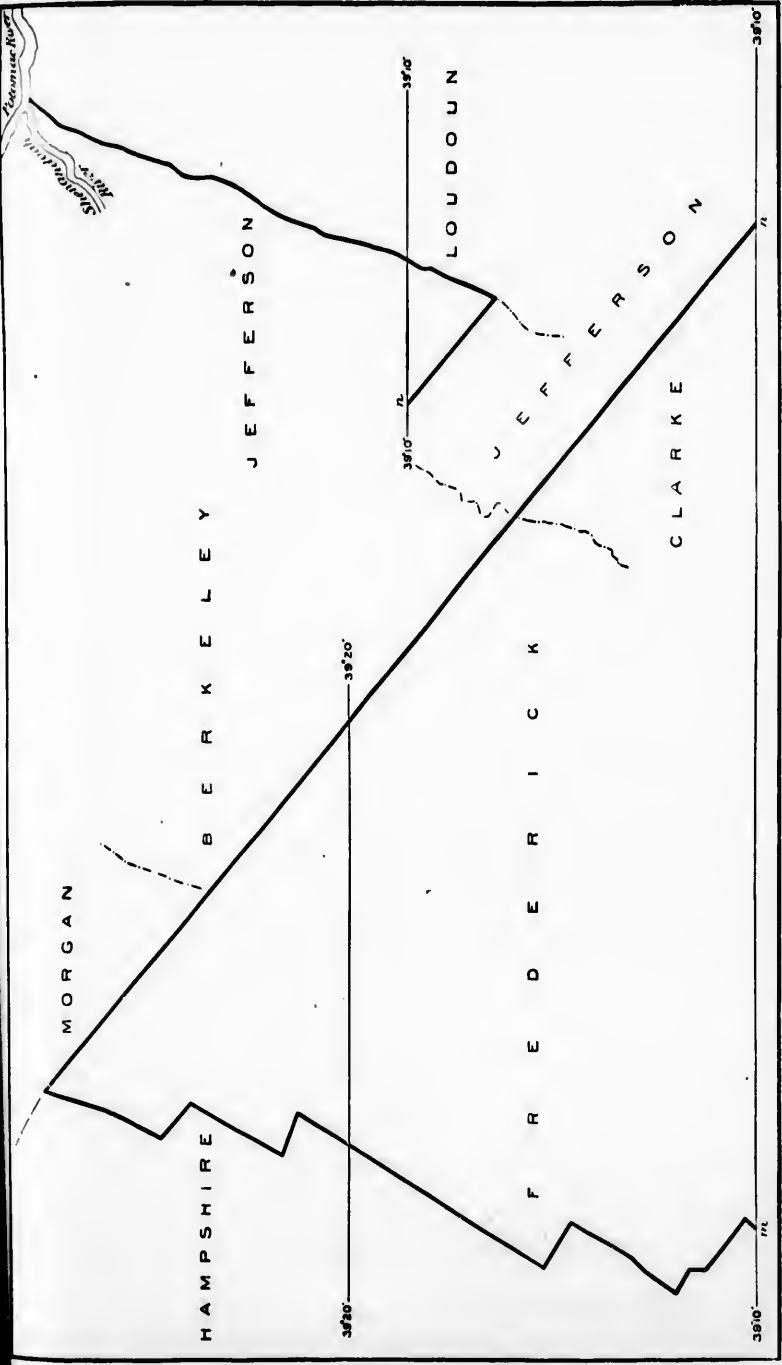 Potomac River
Shenandoah
River
MORGAN
HAMPSHIRE
BERKELEY
JEFFERSON
LOUDOUN
39°10'
39°10'
n
39°20'
39°20'
JEFFERSON
FREDERICK
CLARKE
39°10'
39°10'
m
n